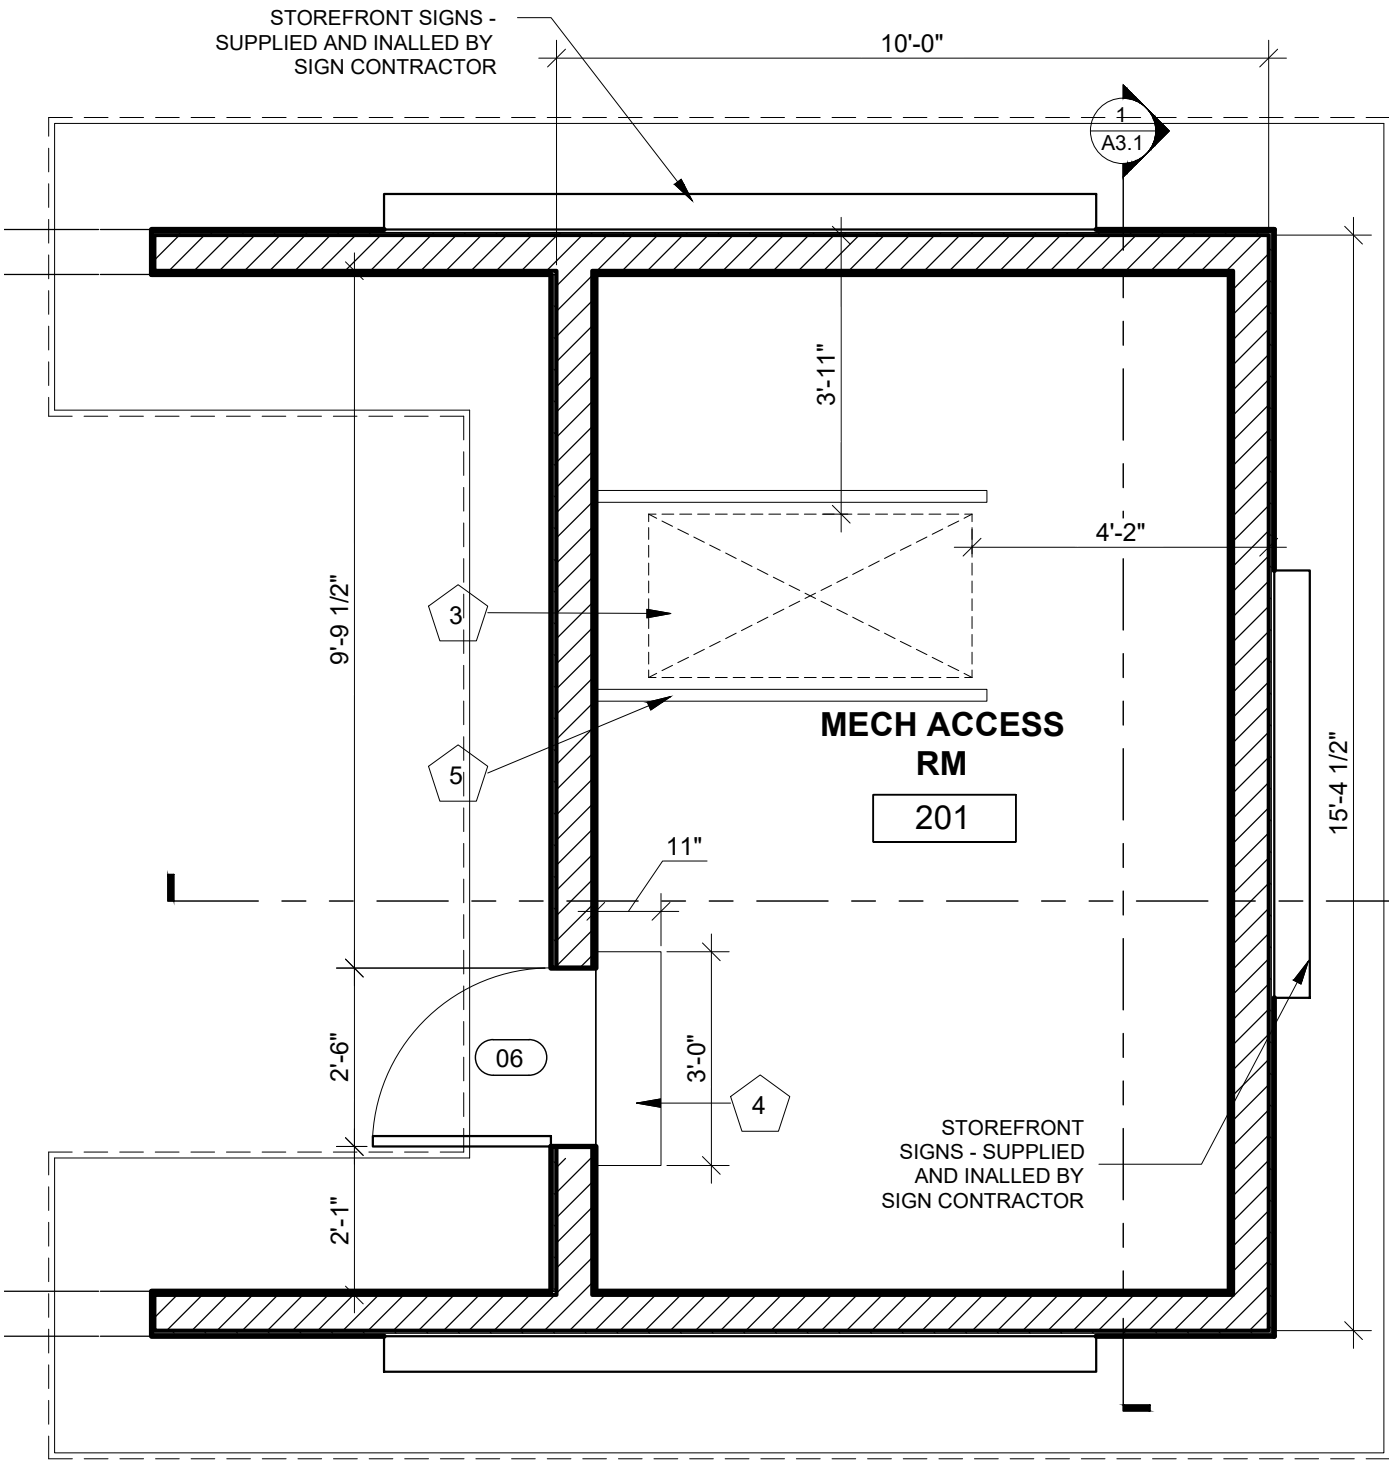 STOREFRONT SIGNS -
SUPPLIED AND INALLED BY
SIGN CONTRACTOR
10'-0"
1
A3.1
3'-11"
4'-2"
9'-9 1/2"
3
5
MECH ACCESS
RM
201
15'-4 1/2"
11"
2'-6"
06
3'-0"
4
STOREFRONT
SIGNS - SUPPLIED
AND INALLED BY
SIGN CONTRACTOR
2'-1"